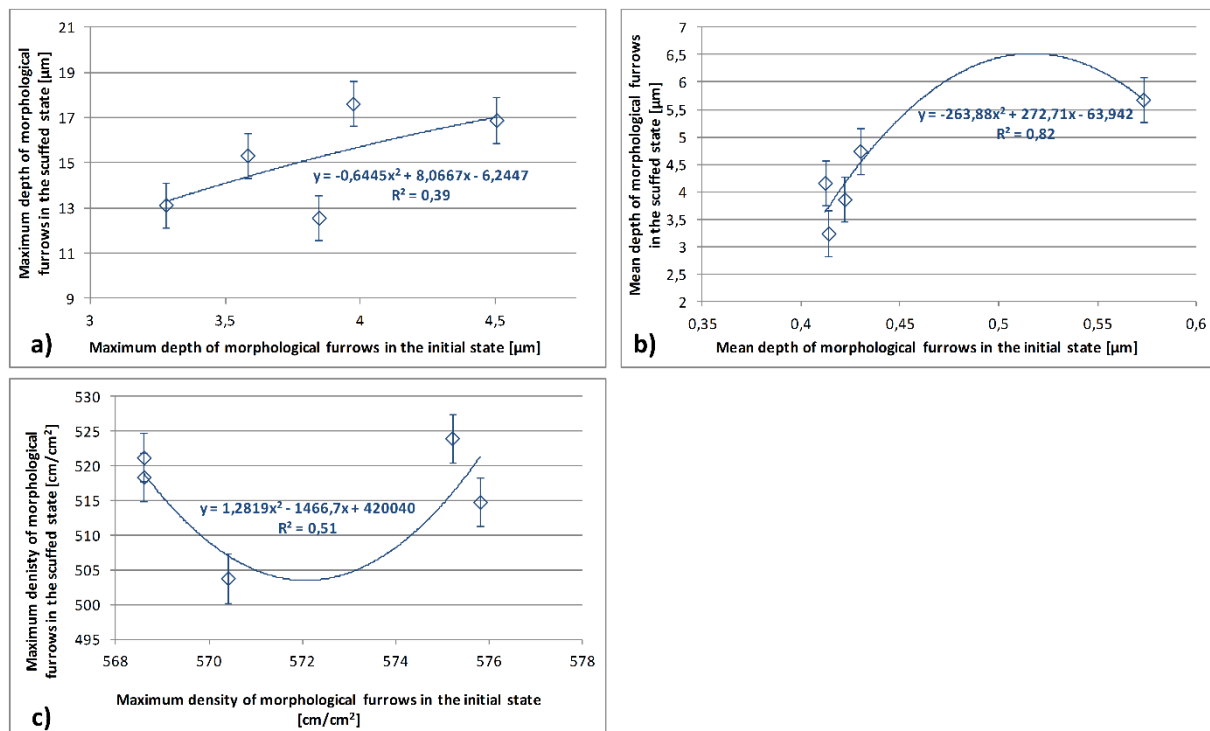 21
19
17
15
13
11
9
3
3,5
4
4,5
Maximum depth of morphological
furrows in the scuffed state [µm]
y = -0,6445x² + 8,0667x - 6,2447
R² = 0,39
Maximum depth of morphological furrows in the initial state [µm]
a)
7
6,5
6
5,5
5
4,5
4
3,5
3
2,5
2
0,35
0,4
0,45
0,5
0,55
0,6
Mean depth of morphological furrows
in the scuffed state [µm]
y = -263,88x² + 272,71x - 63,942
R² = 0,82
Mean depth of morphological furrows in the initial state [µm]
b)
530
525
520
515
510
505
500
495
568
570
572
574
576
578
Maximum denisty of morphological
furrows in the scuffed state [cm/cm²]
y = 1,2819x² - 1466,7x + 420040
R² = 0,51
Maximum density of morphological furrows in the initial state
[cm/cm²]
c)